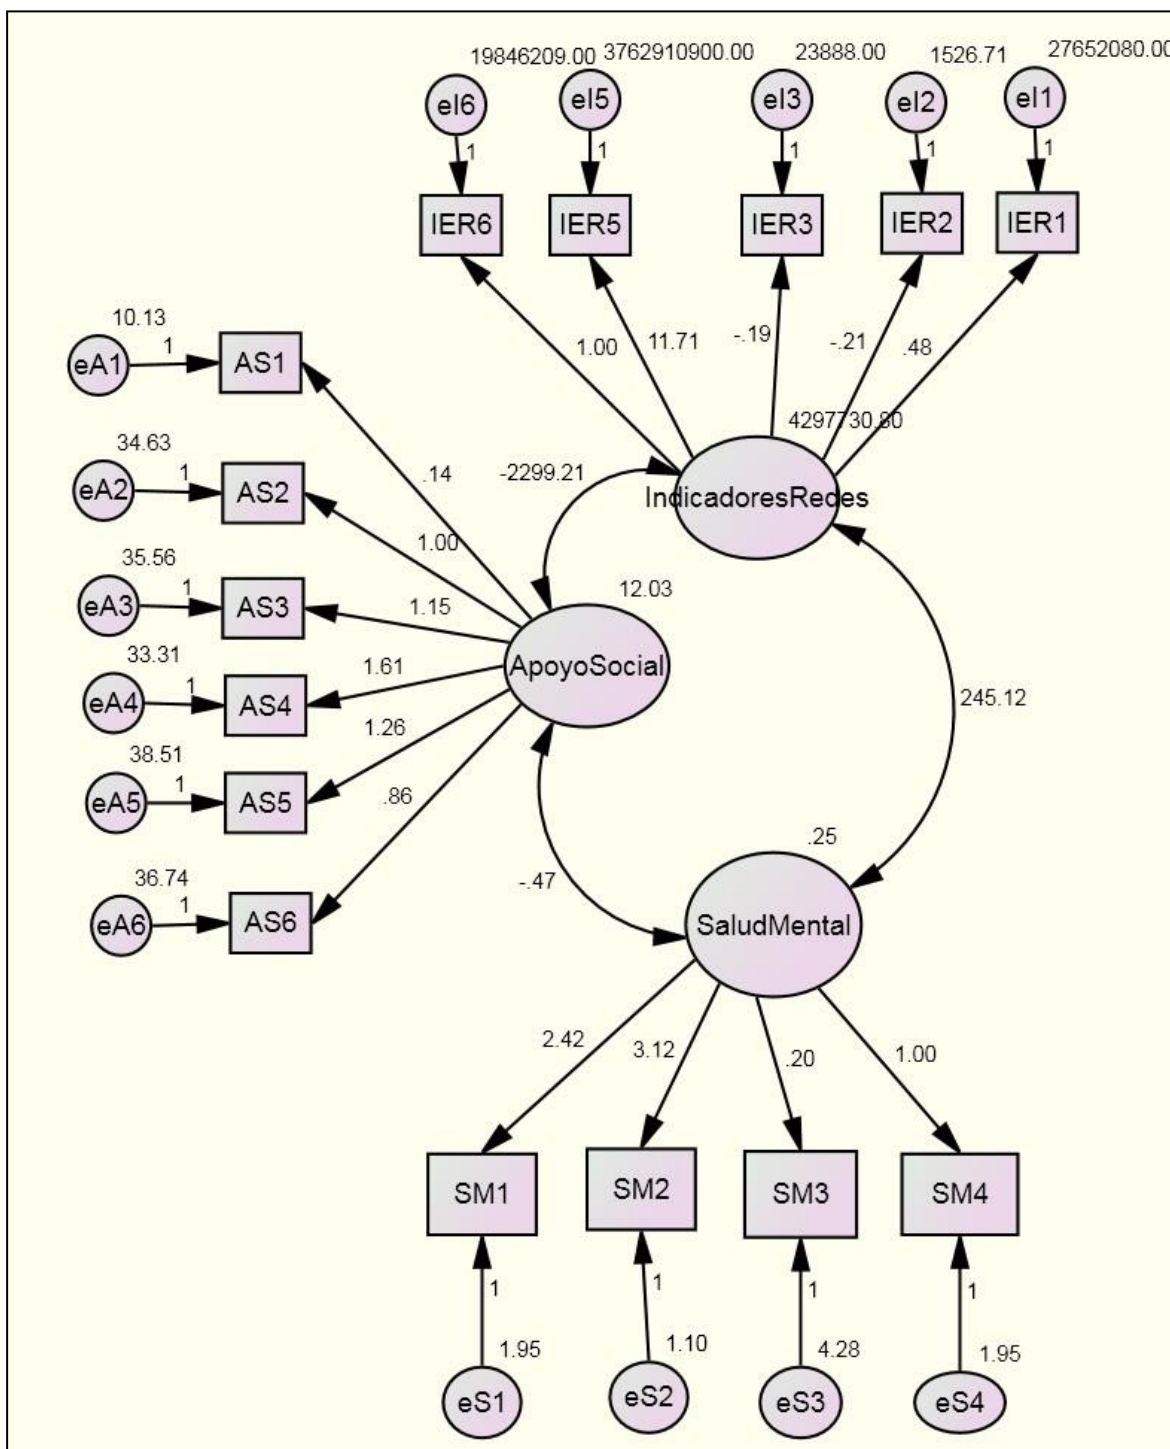 19846209.00 3762910900.00 23888.00 1526.71 27652080.00
eI6 eI5 eI3 eI2 eI1
1 1 1 1 1
IER6 IER5 IER3 IER2 IER1
1.00 11.71 -.19 -.21 .48
4297730.80
IndicadoresRedes
10.13
eA1 1 AS1
.14
-2299.21
34.63
eA2 1 AS2
1.00
35.56
eA3 1 AS3
1.15
12.03
ApoyoSocial
33.31
eA4 1 AS4
1.61
245.12
38.51
eA5 1 AS5
1.26
.86
36.74
eA6 1 AS6
-.47
.25
SaludMental
2.42 3.12 .20 1.00
SM1 SM2 SM3 SM4
1 1 1 1
1.95 1.10 4.28 1.95
eS1 eS2 eS3 eS4